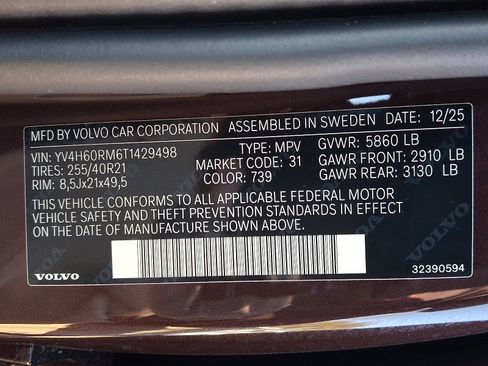 MFD BY VOLVO CAR CORPORATION ASSEMBLED IN SWEDEN DATE: 12/25
VIN: YV4H60RM6T1429498 TYPE: MPV GVWR: 5860 LB
TIRES: 255/40R21 MARKET CODE: 31 GAWR FRONT: 2910 LB
RIM: 8,5Jx21x49,5 COLOR: 739 GAWR REAR: 3130 LB
THIS VEHICLE CONFORMS TO ALL APPLICABLE FEDERAL MOTOR
VEHICLE SAFETY AND THEFT PREVENTION STANDARDS IN EFFECT
ON THE DATE OF MANUFACTURE SHOWN ABOVE.
VOLVO 32390594